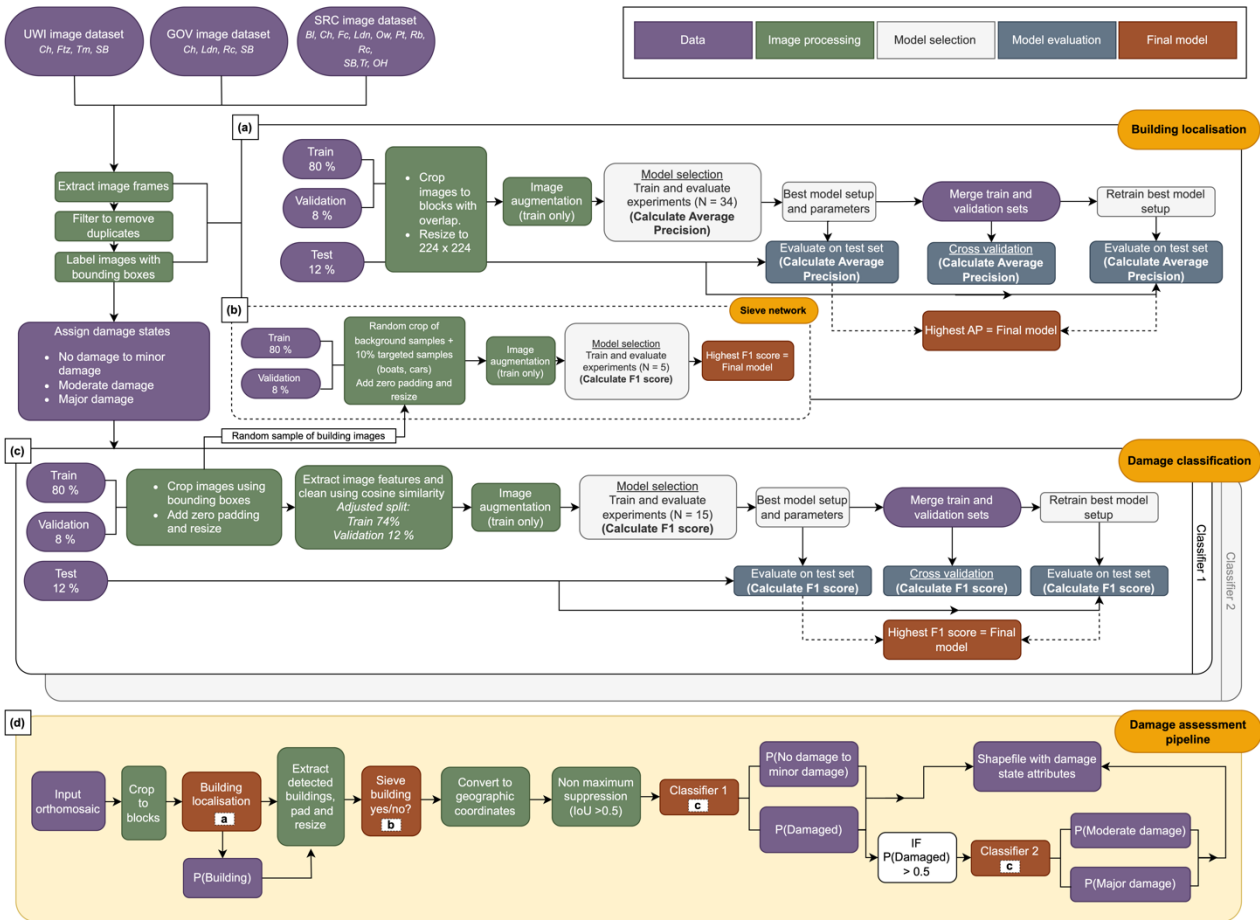 UWI image dataset
Ch, Ftz, Tm, SB
GOV image dataset
Ch, Ldn, Rc, SB
SRC image dataset
Bl, Ch, Fc, Ldn, Ow, Pt, Rb,
Rc,
SB,Tr, OH
Data
Image processing
Model selection
Model evaluation
Final model
Extract image frames
Filter to remove
duplicates
Label images with
bounding boxes
Assign damage states
• No damage to minor
damage
• Moderate damage
• Major damage
(a)
Building localisation
Train
80 %
Validation
8 %
Test
12 %
• Crop
images to
blocks with
overlap.
• Resize to
224 x 224
Image
augmentation
(train only)
Model selection
Train and evaluate
experiments (N = 34)
(Calculate Average
Precision)
Best model setup
and parameters
Merge train and
validation sets
Retrain best model
setup
Evaluate on test set
(Calculate Average
Precision)
Cross validation
(Calculate Average
Precision)
Evaluate on test set
(Calculate Average
Precision)
Highest AP = Final
model
(b)
Sieve network
Train
80 %
Validation
8 %
Random crop of
background samples +
10% targeted samples
(boats, cars)
Add zero padding and
resize
Image
augmentation
(train only)
Model selection
Train and evaluate
experiments (N = 5)
(Calculate F1 score)
Highest F1 score =
Final model
Random sample of building images
(c)
Damage classification
Train
80 %
Validation
8 %
Test
12 %
• Crop images using
bounding boxes
• Add zero padding
and resize
Extract image features and
clean using cosine similarity
Adjusted split:
Train 74%
Validation 12 %
Image
augmentation
(train only)
Model selection
Train and evaluate
experiments (N = 15)
(Calculate F1 score)
Best model setup
and parameters
Merge train and
validation sets
Retrain best model
setup
Evaluate on test set
(Calculate F1 score)
Cross validation
(Calculate F1 score)
Evaluate on test set
(Calculate F1 score)
Highest F1 score = Final
model
Classifier 1
Classifier 2
(d)
Damage assessment
pipeline
Input
orthomosaic
Crop
to
blocks
Building
localisation
a
P(Building)
Extract
detected
buildings,
pad and
resize
Sieve
building
yes/no?
b
Convert to
geographic
coordinates
Non maximum
suppression
(IoU >0.5)
Classifier 1
c
P(No damage to
minor damage)
P(Damaged)
Shapefile with damage
state attributes
IF
P(Damaged)
> 0.5
Classifier 2
c
P(Moderate damage)
P(Major damage)